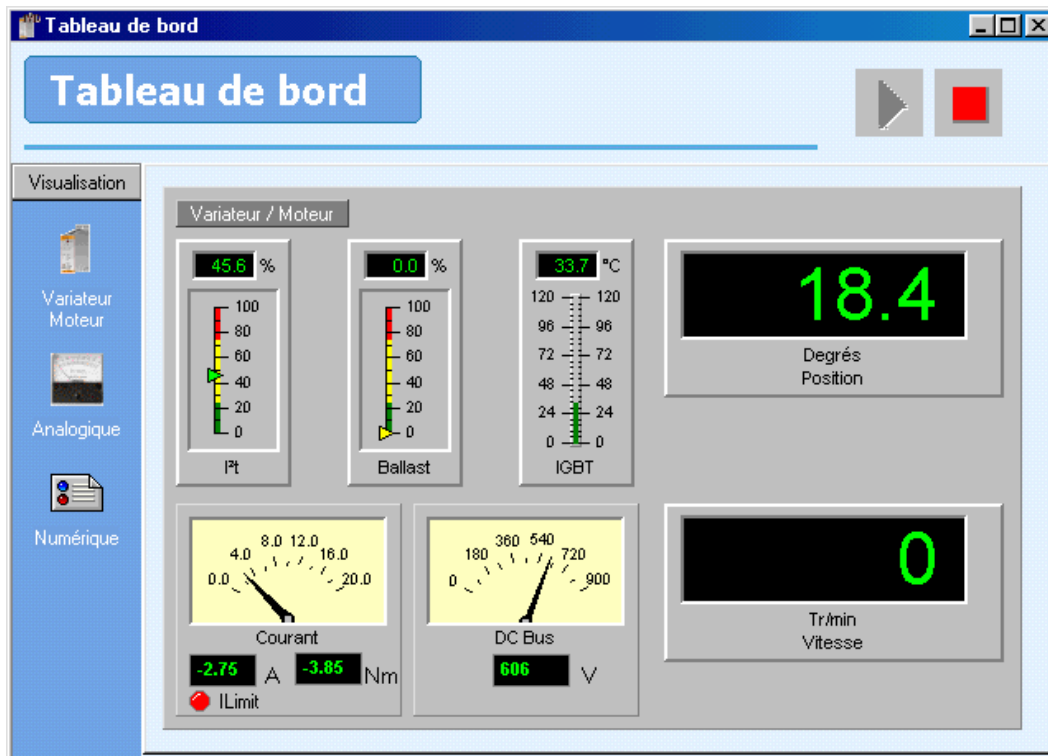 Tableau de bord
Tableau de bord
Visualisation
Variateur
Moteur
Analogique
Numérique
Variateur / Moteur
45.6 %
100
80
60
40
20
0
I²t
0.0 %
100
80
60
40
20
0
Ballast
33.7 °C
120 120
96 96
72 72
48 48
24 24
0 0
IGBT
18.4
Degrés
Position
0.0 4.0 8.0 12.0 16.0 20.0
Courant
-2.75 A -3.85 Nm
ILimit
0 180 360 540 720 900
DC Bus
606 V
0
Tr/min
Vitesse